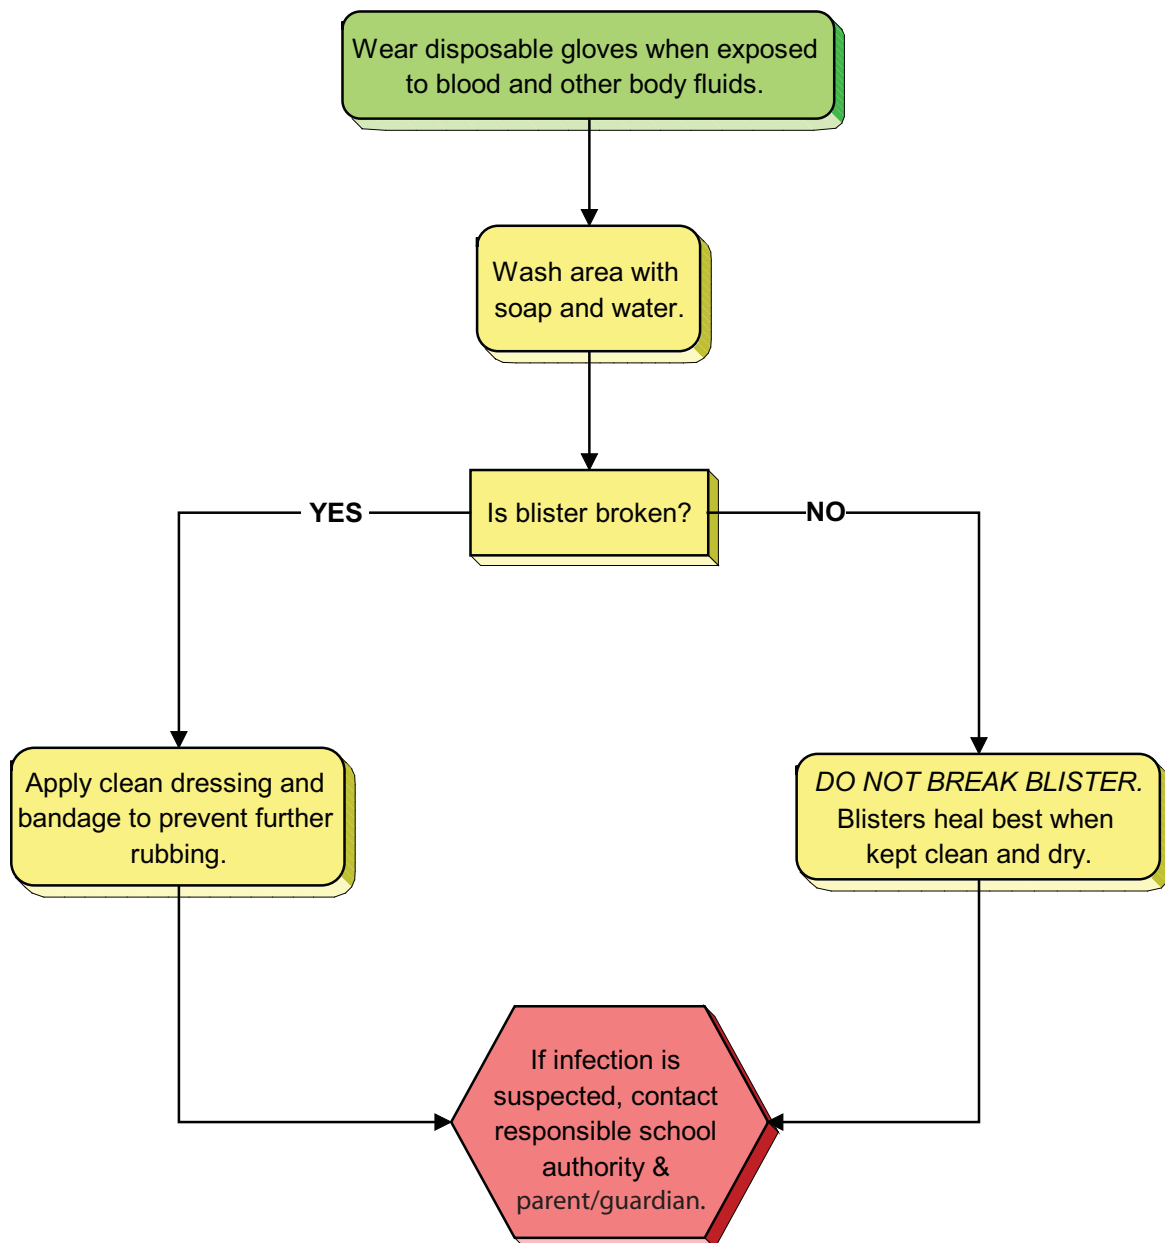 Wear disposable gloves when exposed
to blood and other body fluids.
Wash area with
soap and water.
Is blister broken?
YES
NO
Apply clean dressing and
bandage to prevent further
rubbing.
DO NOT BREAK BLISTER.
Blisters heal best when
kept clean and dry.
If infection is
suspected, contact
responsible school
authority &
parent/guardian.